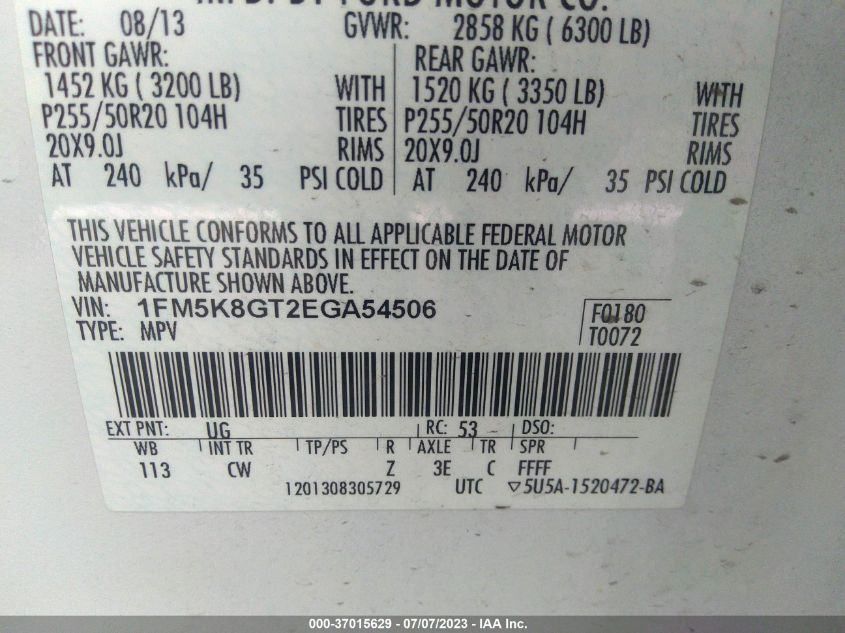 MFD. BY FORD MOTOR CO.
DATE: 08/13 GVWR: 2858 KG ( 6300 LB)
FRONT GAWR: REAR GAWR:
1452 KG ( 3200 LB) WITH 1520 KG ( 3350 LB) WITH
P255/50R20 104H TIRES P255/50R20 104H TIRES
20X9.0J RIMS 20X9.0J RIMS
AT 240 kPa/ 35 PSI COLD AT 240 kPa/ 35 PSI COLD
THIS VEHICLE CONFORMS TO ALL APPLICABLE FEDERAL MOTOR
VEHICLE SAFETY STANDARDS IN EFFECT ON THE DATE OF
MANUFACTURE SHOWN ABOVE.
VIN: 1FM5K8GT2EGA54506 F0180
TYPE: MPV T0072
EXT PNT: UG RC: 53 DSO:
WB INT TR TP/PS R AXLE TR SPR
113 CW Z 3E C FFFF
1201308305729 UTC ▽5U5A-1520472-BA
000-37015629 - 07/07/2023 - IAA Inc.